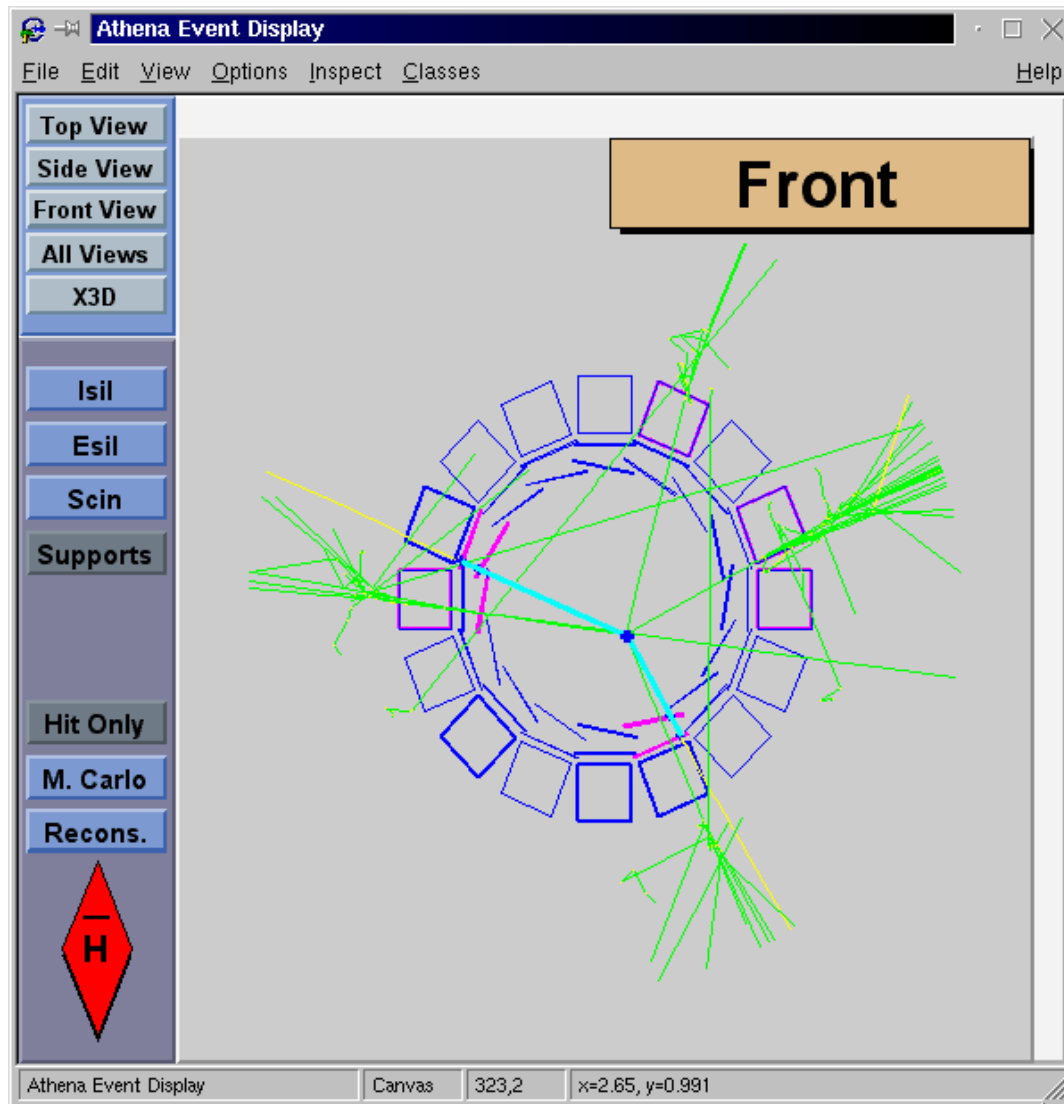 Athena Event Display
File Edit View Options Inspect Classes Help
Top View
Side View
Front View
All Views
X3D
Front
Isil
Esil
Scin
Supports
Hit Only
M. Carlo
Recons.
H
Athena Event Display Canvas 323,2 x=2.65, y=0.991